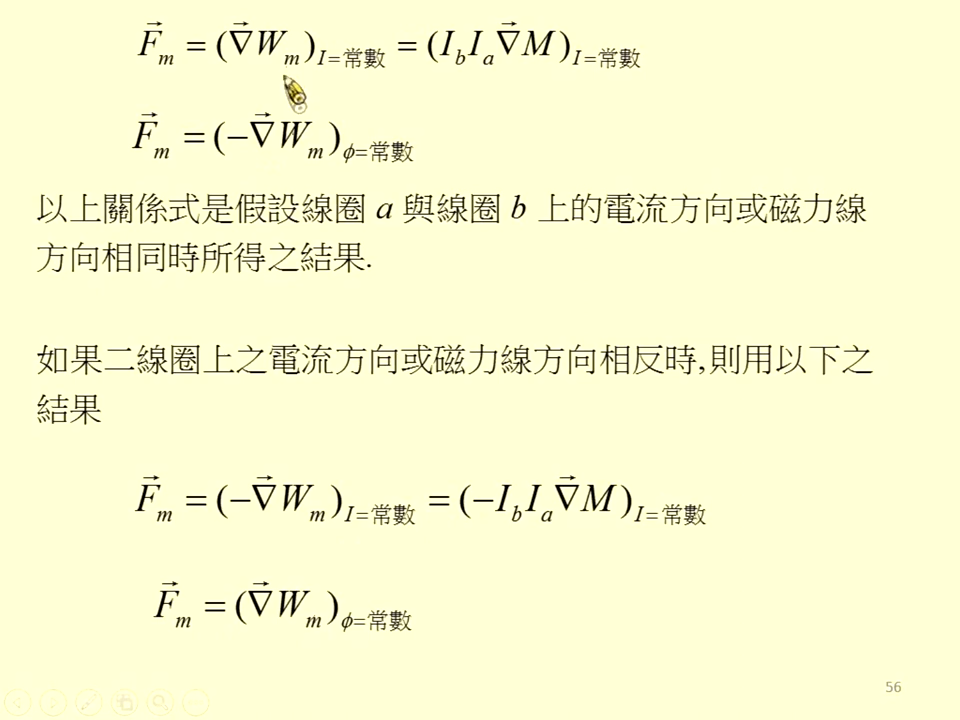 F⃗ₘ = (∇⃗Wₘ)_{I=常數} = (I_b I_a ∇⃗M)_{I=常數}
F⃗ₘ = (−∇⃗Wₘ)_{ϕ=常數}
以上關係式是假設線圈 a 與線圈 b 上的電流方向或磁力線
方向相同時所得之結果.
如果二線圈上之電流方向或磁力線方向相反時,則用以下之
結果
F⃗ₘ = (−∇⃗Wₘ)_{I=常數} = (−I_b I_a ∇⃗M)_{I=常數}
F⃗ₘ = (∇⃗Wₘ)_{ϕ=常數}
56